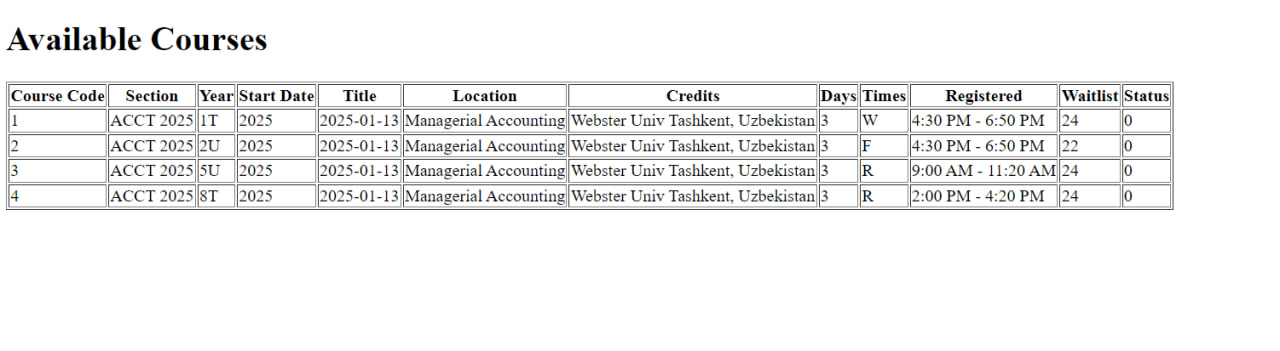 Available Courses
Course Code Section Year Start Date Title Location Credits Days Times Registered Waitlist Status
1 ACCT 2025 1T 2025 2025-01-13 Managerial Accounting Webster Univ Tashkent, Uzbekistan 3 W 4:30 PM - 6:50 PM 24 0
2 ACCT 2025 2U 2025 2025-01-13 Managerial Accounting Webster Univ Tashkent, Uzbekistan 3 F 4:30 PM - 6:50 PM 22 0
3 ACCT 2025 5U 2025 2025-01-13 Managerial Accounting Webster Univ Tashkent, Uzbekistan 3 R 9:00 AM - 11:20 AM 24 0
4 ACCT 2025 8T 2025 2025-01-13 Managerial Accounting Webster Univ Tashkent, Uzbekistan 3 R 2:00 PM - 4:20 PM 24 0